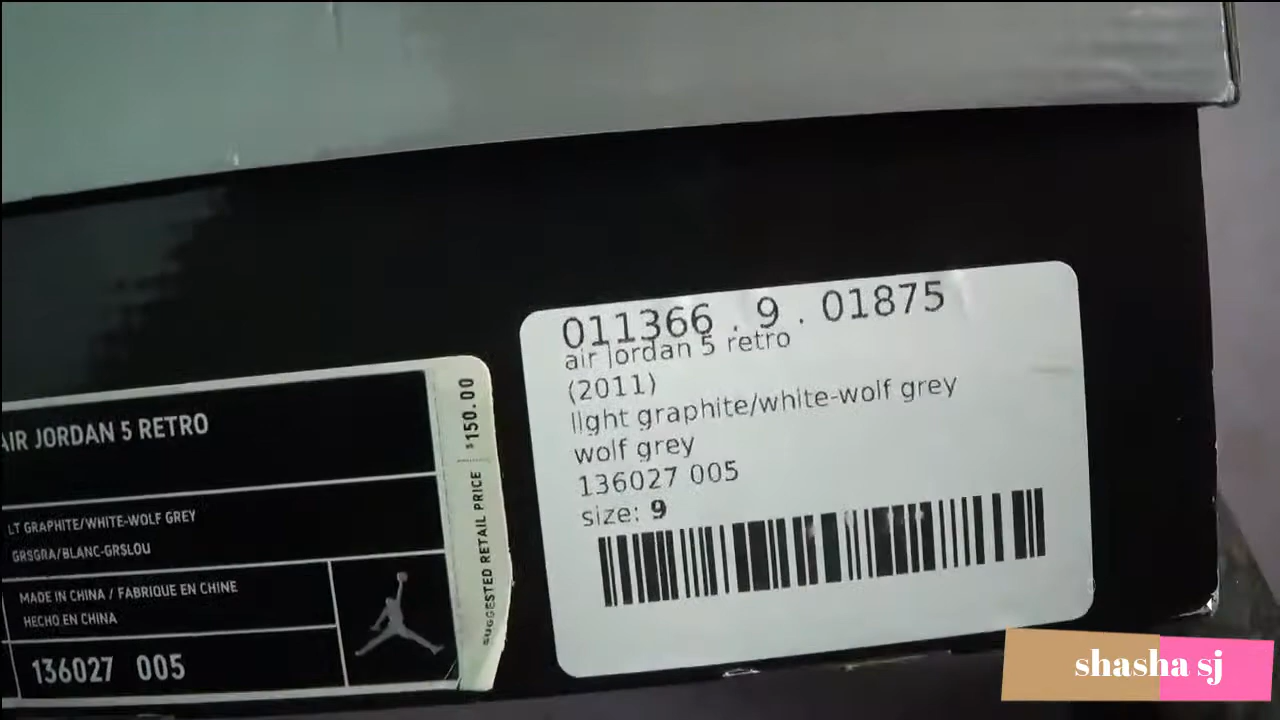 AIR JORDAN 5 RETRO
LT GRAPHITE/WHITE-WOLF GREY
GRSGRA/BLANC-GRSLOU
MADE IN CHINA / FABRIQUE EN CHINE
HECHO EN CHINA
136027 005
SUGGESTED RETAIL PRICE $150.00
011366 . 9 . 01875
air jordan 5 retro
(2011)
light graphite/white-wolf grey
wolf grey
136027 005
size: 9
shasha sj